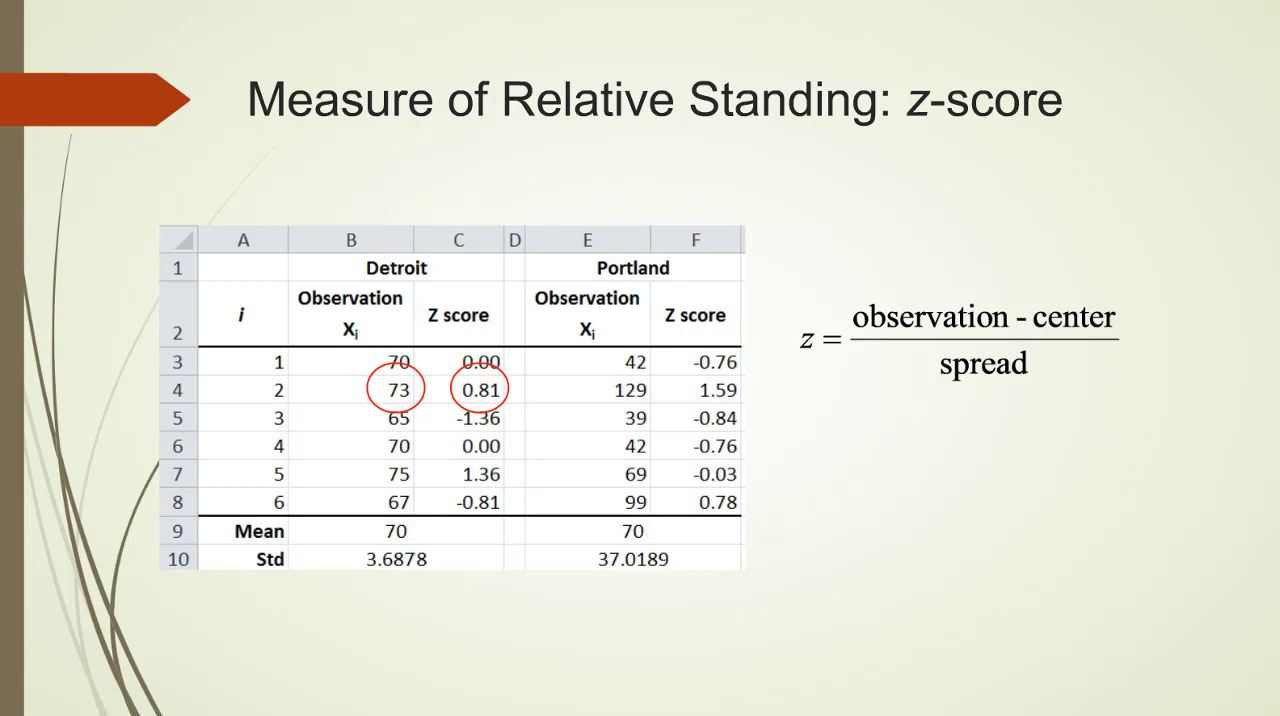 Measure of Relative Standing: z-score
A B C D E F
1 Detroit Portland
2 i Observation Xi Z score Observation Xi Z score
3 1 70 0.00 42 -0.76
4 2 73 0.81 129 1.59
5 3 65 -1.36 39 -0.84
6 4 70 0.00 42 -0.76
7 5 75 1.36 69 -0.03
8 6 67 -0.81 99 0.78
9 Mean 70 70
10 Std 3.6878 37.0189
z = observation - center
spread